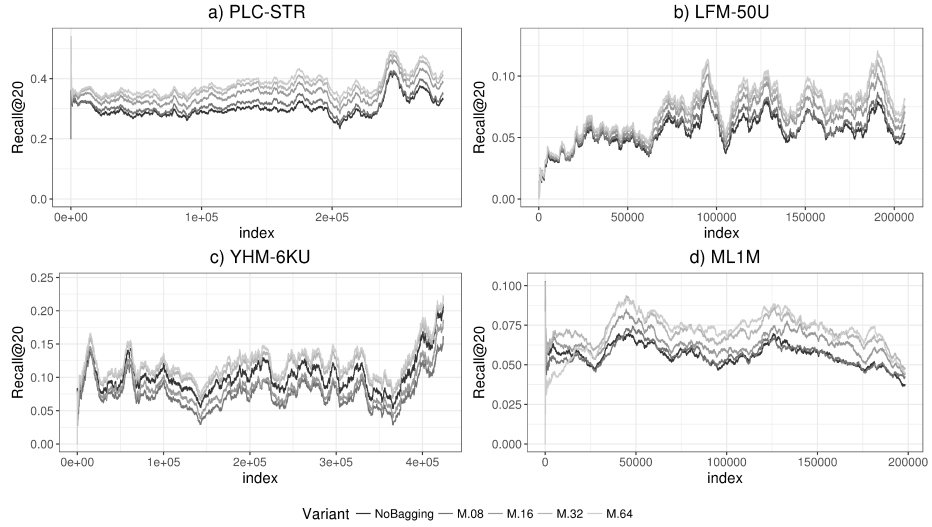 a) PLC-STR
Recall@20
0.4
0.2
0.0
0e+00 1e+05 2e+05
index
b) LFM-50U
Recall@20
0.10
0.05
0.00
0 50000 100000 150000 200000
index
c) YHM-6KU
Recall@20
0.25
0.20
0.15
0.10
0.05
0.00
0e+00 1e+05 2e+05 3e+05 4e+05
index
d) ML1M
Recall@20
0.100
0.075
0.050
0.025
0.000
0 50000 100000 150000 200000
index
Variant NoBagging M.08 M.16 M.32 M.64